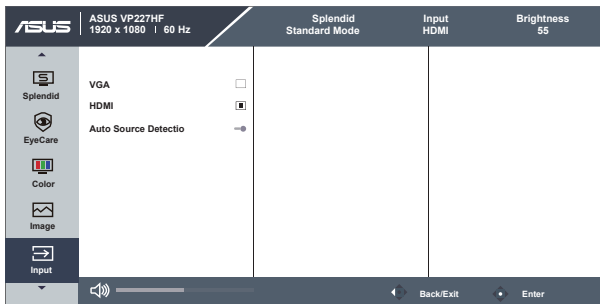 ASUS
ASUS VP227HF
1920 x 1080 | 60 Hz
Splendid
Standard Mode
Input
HDMI
Brightness
55
Splendid
EyeCare
Color
Image
Input
VGA
HDMI
Auto Source Detectio
Back/Exit
Enter